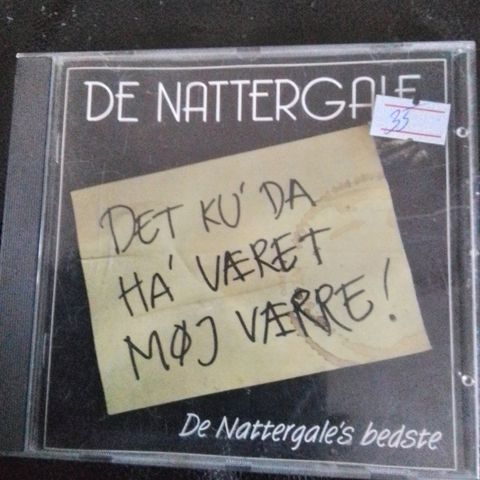 DE NATTERGALE
35
DET KU' DA
HA' VÆRET
MØJ VÆRRE!
De Nattergale's bedste